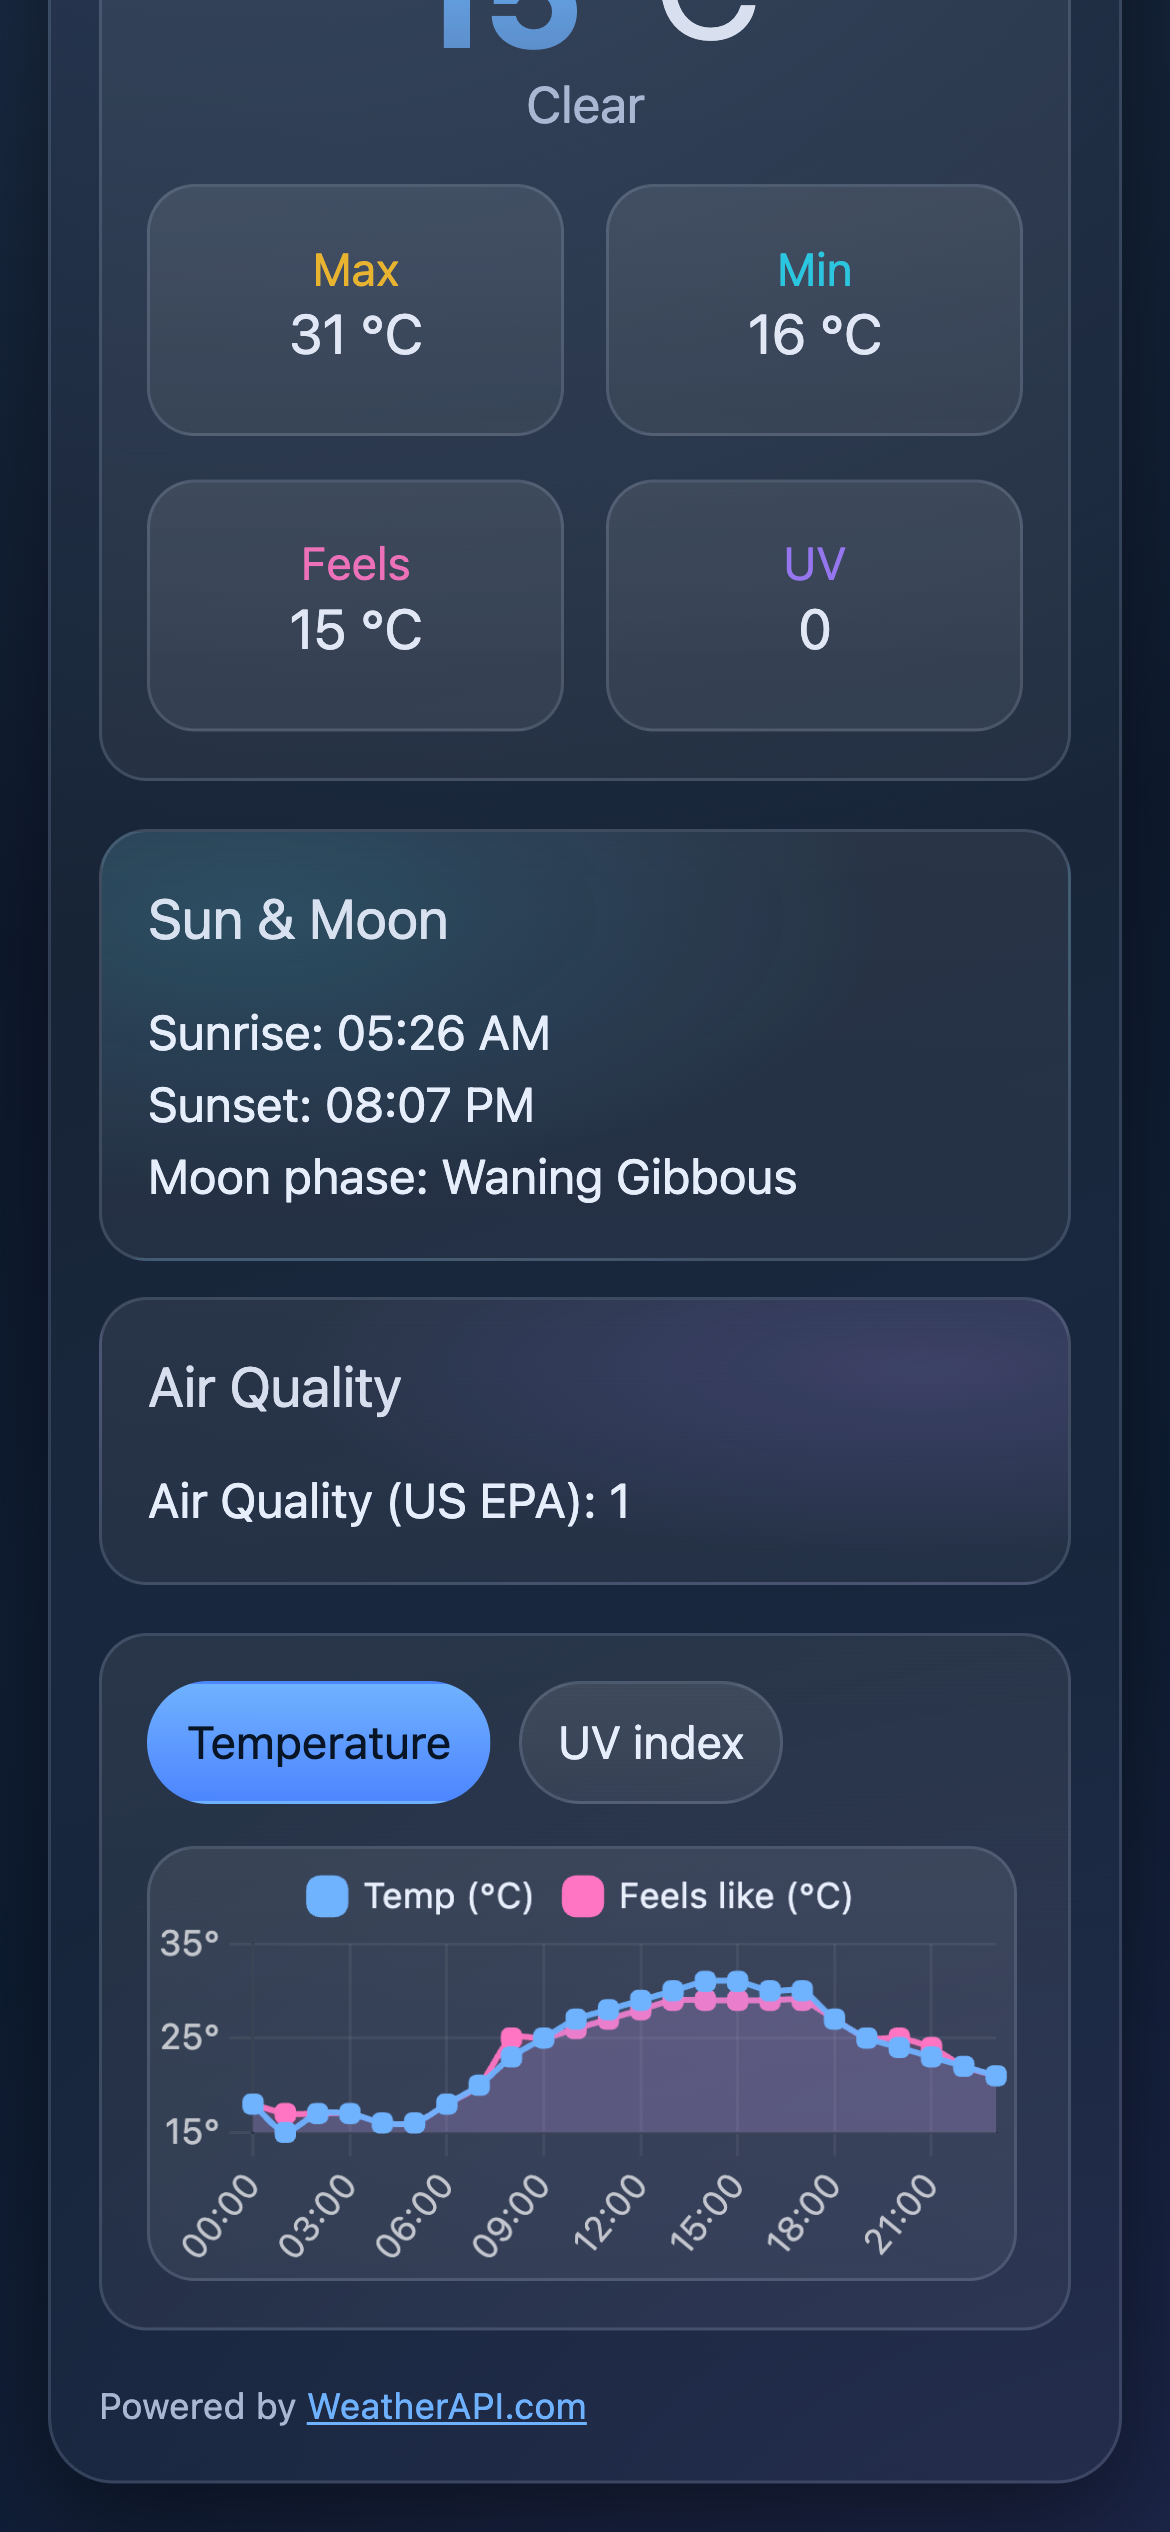 15 °C
Clear
Max
31 °C
Min
16 °C
Feels
15 °C
UV
0
Sun & Moon
Sunrise: 05:26 AM
Sunset: 08:07 PM
Moon phase: Waning Gibbous
Air Quality
Air Quality (US EPA): 1
Temperature
UV index
Temp (°C)
Feels like (°C)
35°
25°
15°
00:00
03:00
06:00
09:00
12:00
15:00
18:00
21:00
Powered by WeatherAPI.com